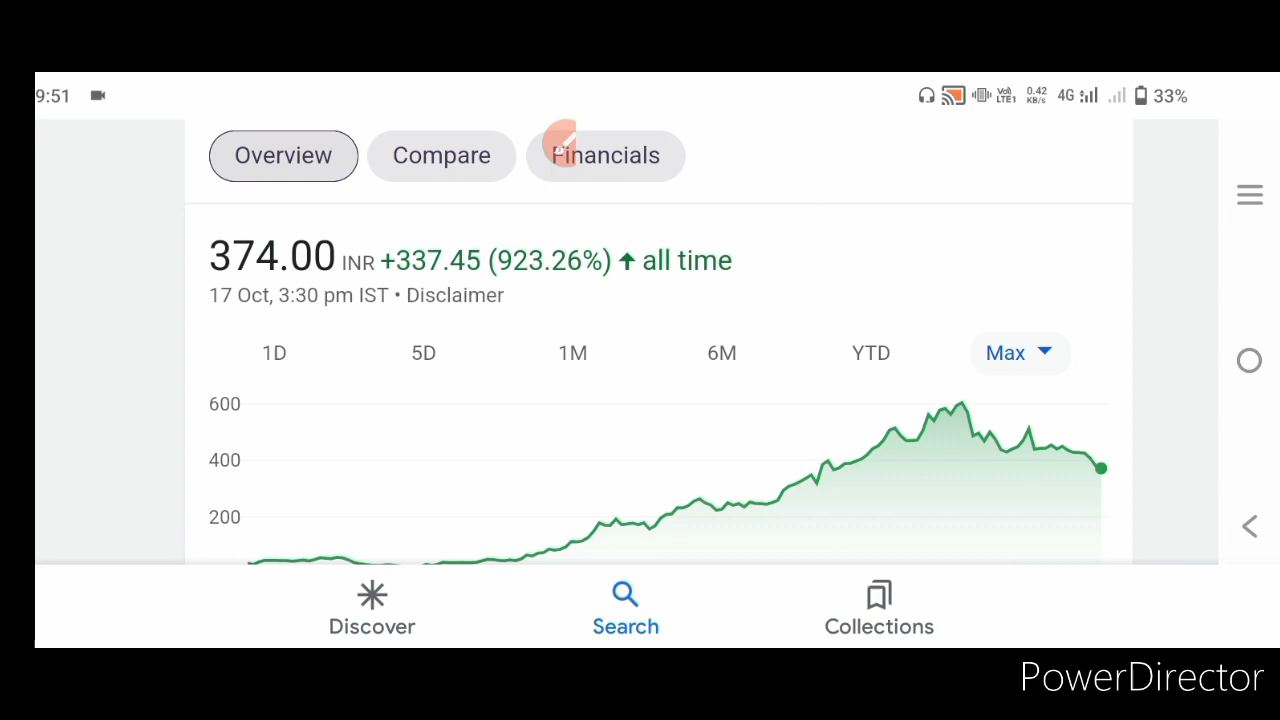 9:51 Vol) LTE1 0.42 KB/s 4G 33%
Overview Compare Financials
374.00 INR +337.45 (923.26%) ↑ all time
17 Oct, 3:30 pm IST • Disclaimer
1D 5D 1M 6M YTD Max
600
400
200
Discover Search Collections
PowerDirector